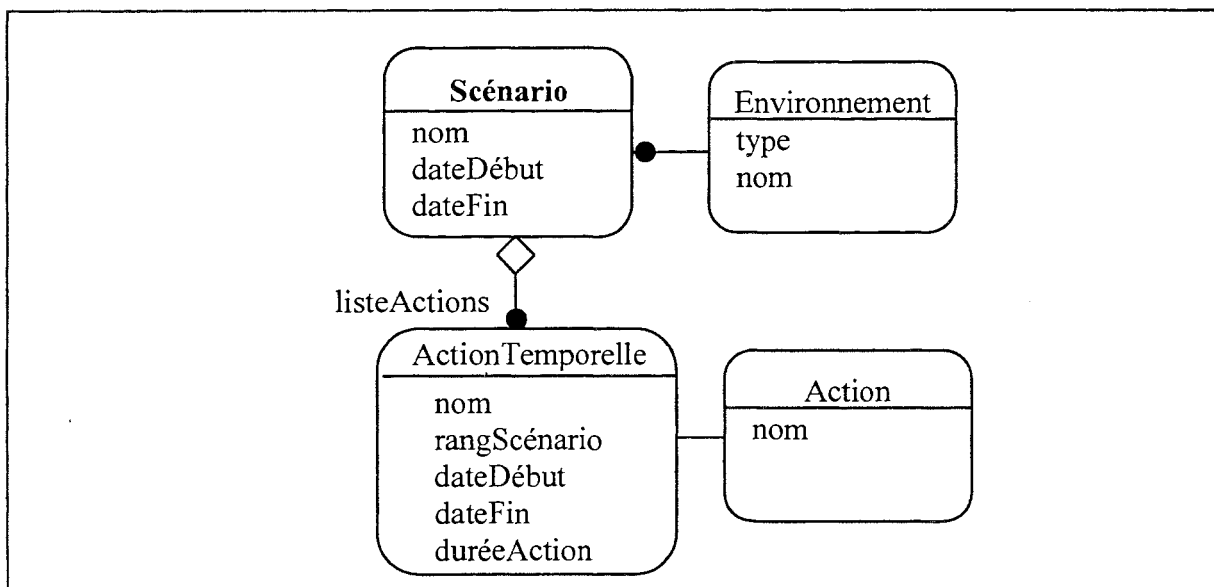 Scénario
nom
dateDébut
dateFin
Environnement
type
nom
listeActions
ActionTemporelle
nom
rangScénario
dateDébut
dateFin
duréeAction
Action
nom